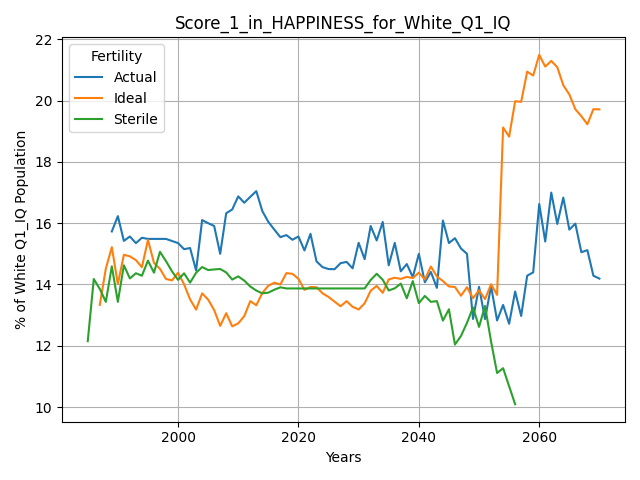 Score_1_in_HAPPINESS_for_White_Q1_IQ
Fertility
Actual
Ideal
Sterile
% of White Q1_IQ Population
22
20
18
16
14
12
10
2000
2020
2040
2060
Years